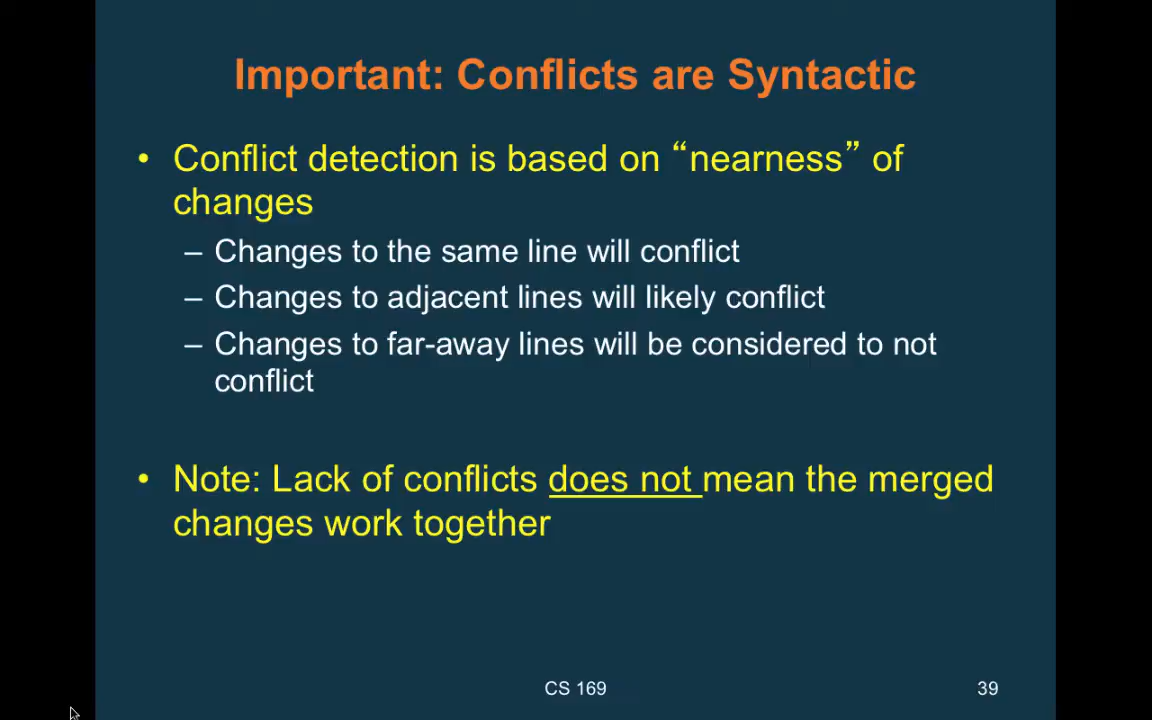 Important: Conflicts are Syntactic
• Conflict detection is based on “nearness” of
changes
– Changes to the same line will conflict
– Changes to adjacent lines will likely conflict
– Changes to far-away lines will be considered to not
conflict
• Note: Lack of conflicts does not mean the merged
changes work together
CS 169
39